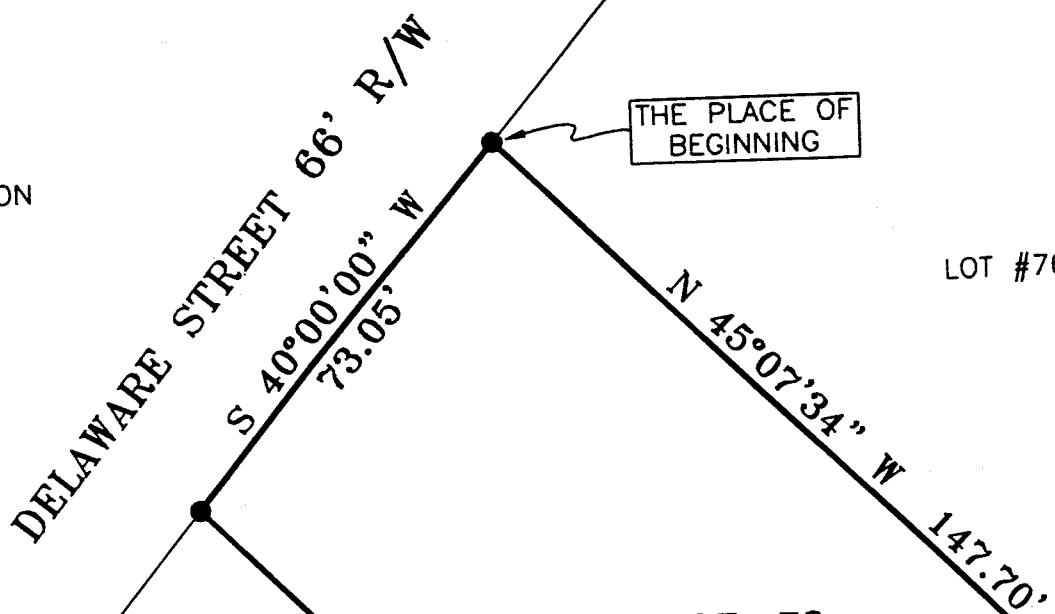 DELAWARE STREET 66' R/W
THE PLACE OF
BEGINNING
ON
S 40°00'00" W
73.05'
LOT #7
N 45°07'34" W 147.70'